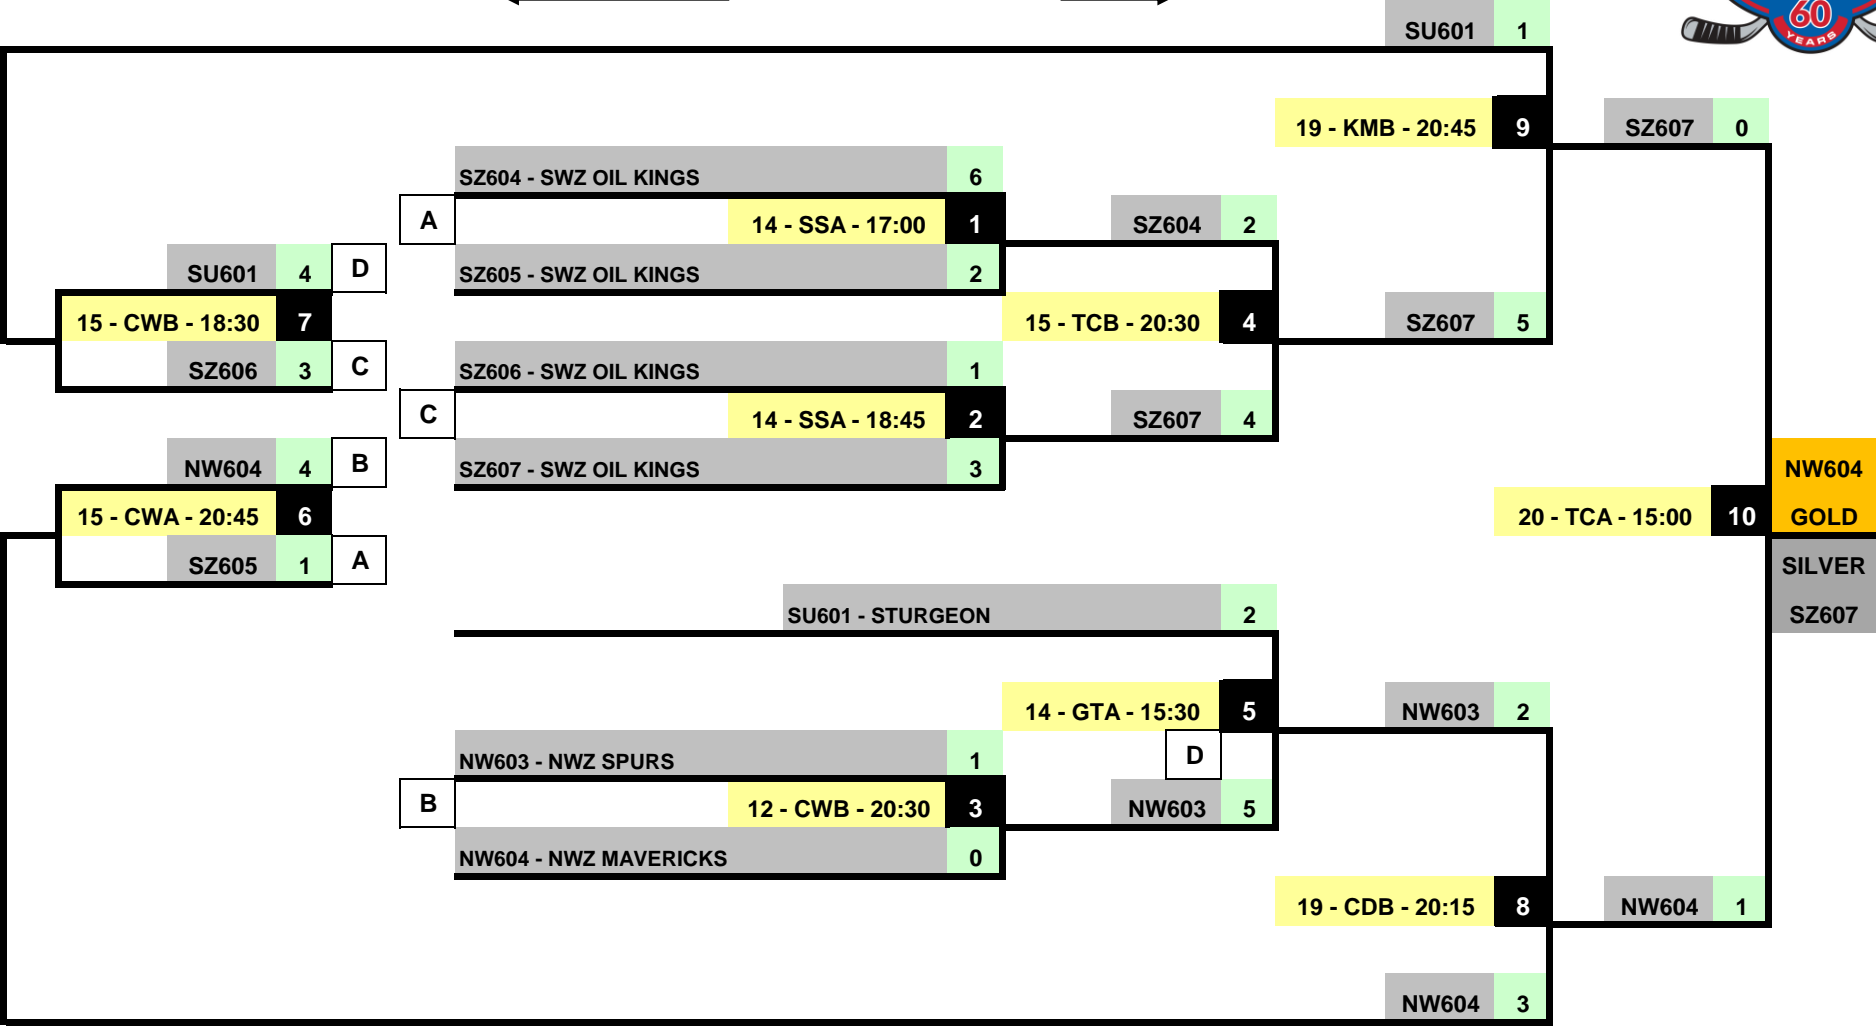 60
YEARS
SU601 1
19 - KMB - 20:45 9 SZ607 0
SZ604 - SWZ OIL KINGS 6
A 14 - SSA - 17:00 1 SZ604 2
SU601 4 D SZ605 - SWZ OIL KINGS 2
15 - CWB - 18:30 7 15 - TCB - 20:30 4 SZ607 5
SZ606 3 C SZ606 - SWZ OIL KINGS 1
C 14 - SSA - 18:45 2 SZ607 4
NW604 4 B SZ607 - SWZ OIL KINGS 3 NW604
15 - CWA - 20:45 6 20 - TCA - 15:00 10 GOLD
SZ605 1 A SILVER
SU601 - STURGEON 2 SZ607
14 - GTA - 15:30 5 NW603 2
NW603 - NWZ SPURS 1 D
B 12 - CWB - 20:30 3 NW603 5
NW604 - NWZ MAVERICKS 0
19 - CDB - 20:15 8 NW604 1
NW604 3